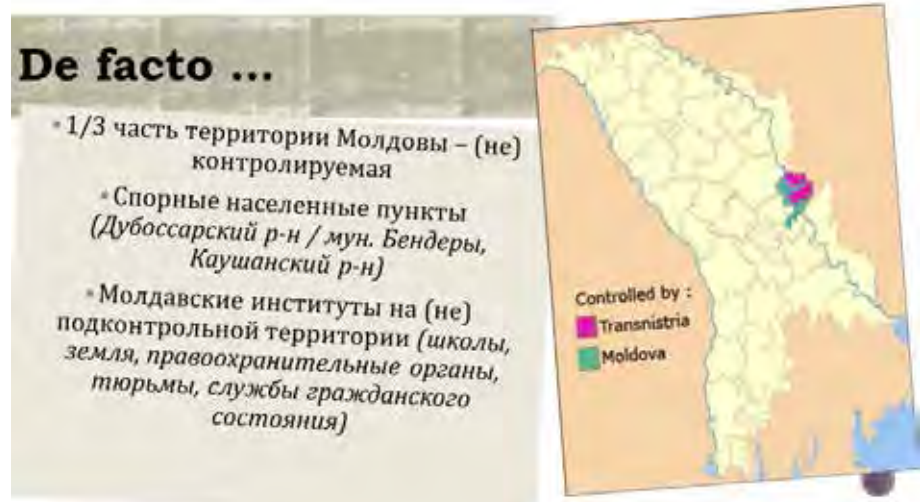 De facto ...
▪ 1/3 часть территории Молдовы – (не)
контролируемая
▪ Спорные населенные пункты
(Дубоссарский р-н / мун. Бендеры,
Каушанский р-н)
▪ Молдавские институты на (не)
подконтрольной территории (школы,
земля, правоохранительные органы,
тюрьмы, службы гражданского
состояния)
Controlled by :
Transnistria
Moldova